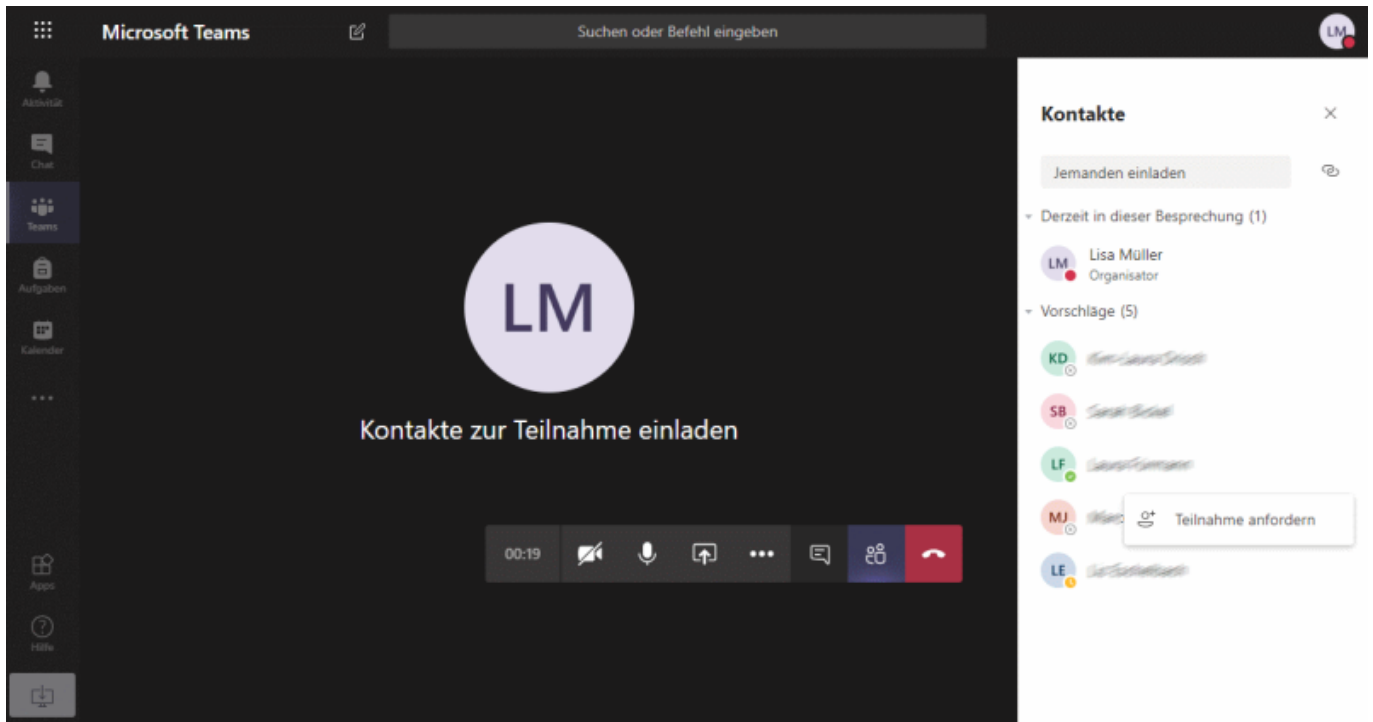 Microsoft Teams
Suchen oder Befehl eingeben
LM
Aktivität
Chat
Teams
Aufgaben
Kalender
Apps
Hilfe
LM
Kontakte zur Teilnahme einladen
00:19
Kontakte
Jemanden einladen
Derzeit in dieser Besprechung (1)
LM Lisa Müller
Organisator
Vorschläge (5)
KD
SB
LF
MJ
Teilnahme anfordern
LE